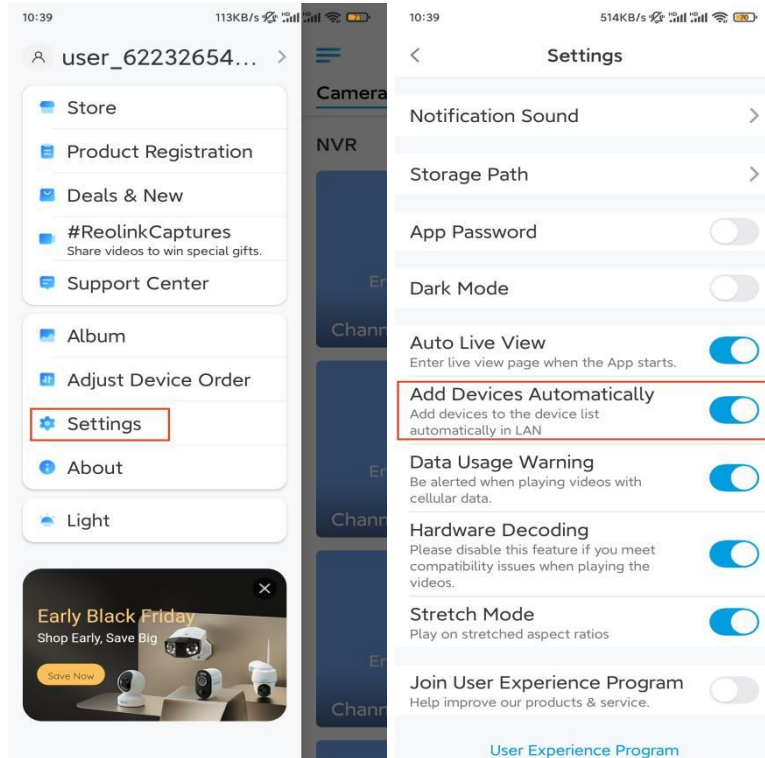 10:39
113KB/s
user_62232654...
Store
Product Registration
Deals & New
#ReolinkCaptures
Share videos to win special gifts.
Support Center
Album
Adjust Device Order
Settings
About
Light
Early Black Friday
Shop Early, Save Big
Save Now
Camera
NVR
En
Chann
Er
Chann
Er
Chann
10:39
514KB/s
70
Settings
Notification Sound
Storage Path
App Password
Dark Mode
Auto Live View
Enter live view page when the App starts.
Add Devices Automatically
Add devices to the device list
automatically in LAN
Data Usage Warning
Be alerted when playing videos with
cellular data.
Hardware Decoding
Please disable this feature if you meet
compatibility issues when playing the
videos.
Stretch Mode
Play on stretched aspect ratios
Join User Experience Program
Help improve our products & service.
User Experience Program